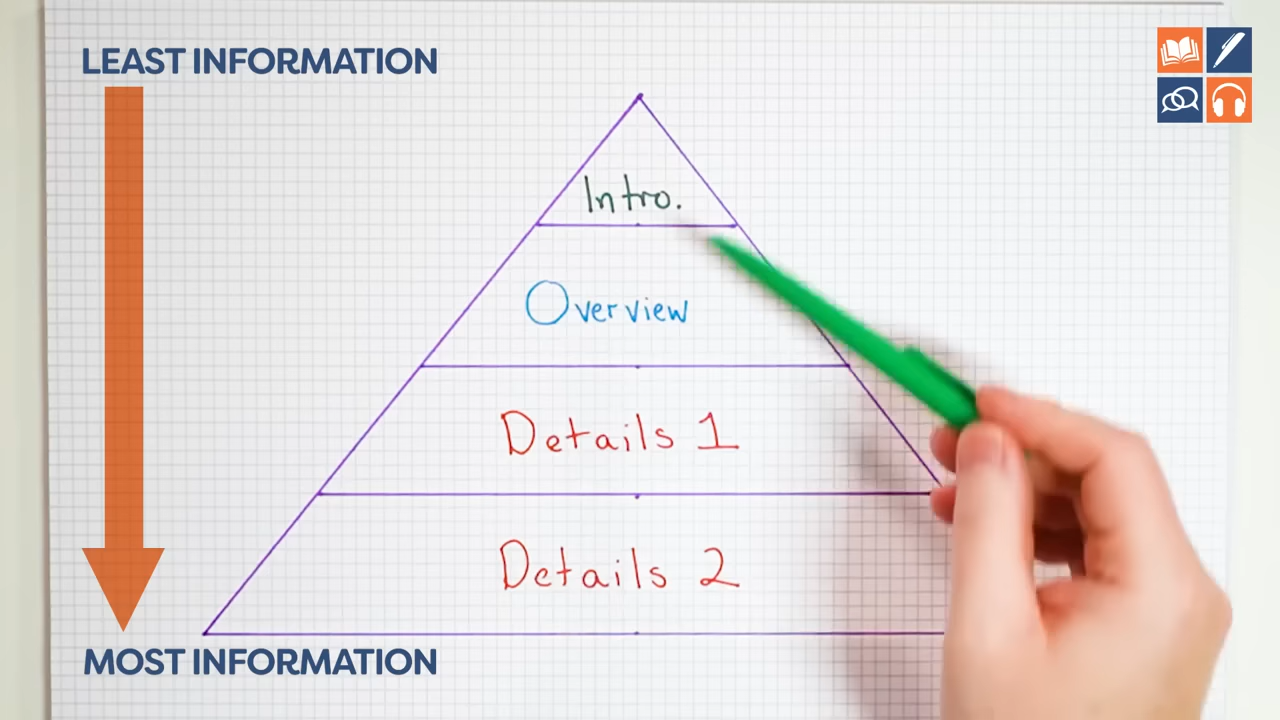 LEAST INFORMATION
Intro.
Overview
Details 1
Details 2
MOST INFORMATION